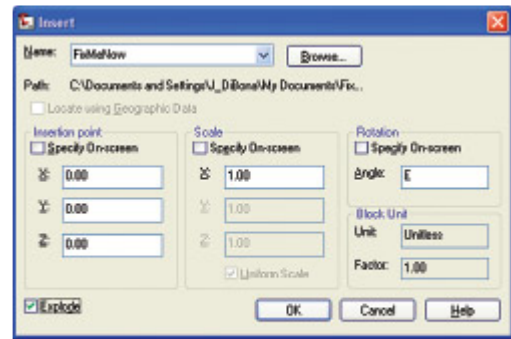 Insert
Name: FixMeNow Browse...
Path: C:\Documents and Settings\J_DiBona\My Documents\Fix...
Locate using Geographic Data
Insertion point
Specify On-screen
X: 0.00
Y: 0.00
Z: 0.00
Scale
Specify On-screen
X: 1.00
Y: 1.00
Z: 1.00
Uniform Scale
Rotation
Specify On-screen
Angle: E
Block Unit
Unit: Unitless
Factor: 1.00
Explode
OK Cancel Help